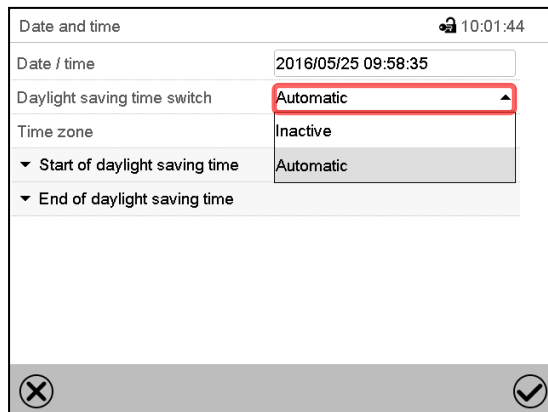 Date and time 10:01:44
Date / time 2016/05/25 09:58:35
Daylight saving time switch Automatic
Time zone Inactive
Start of daylight saving time Automatic
End of daylight saving time